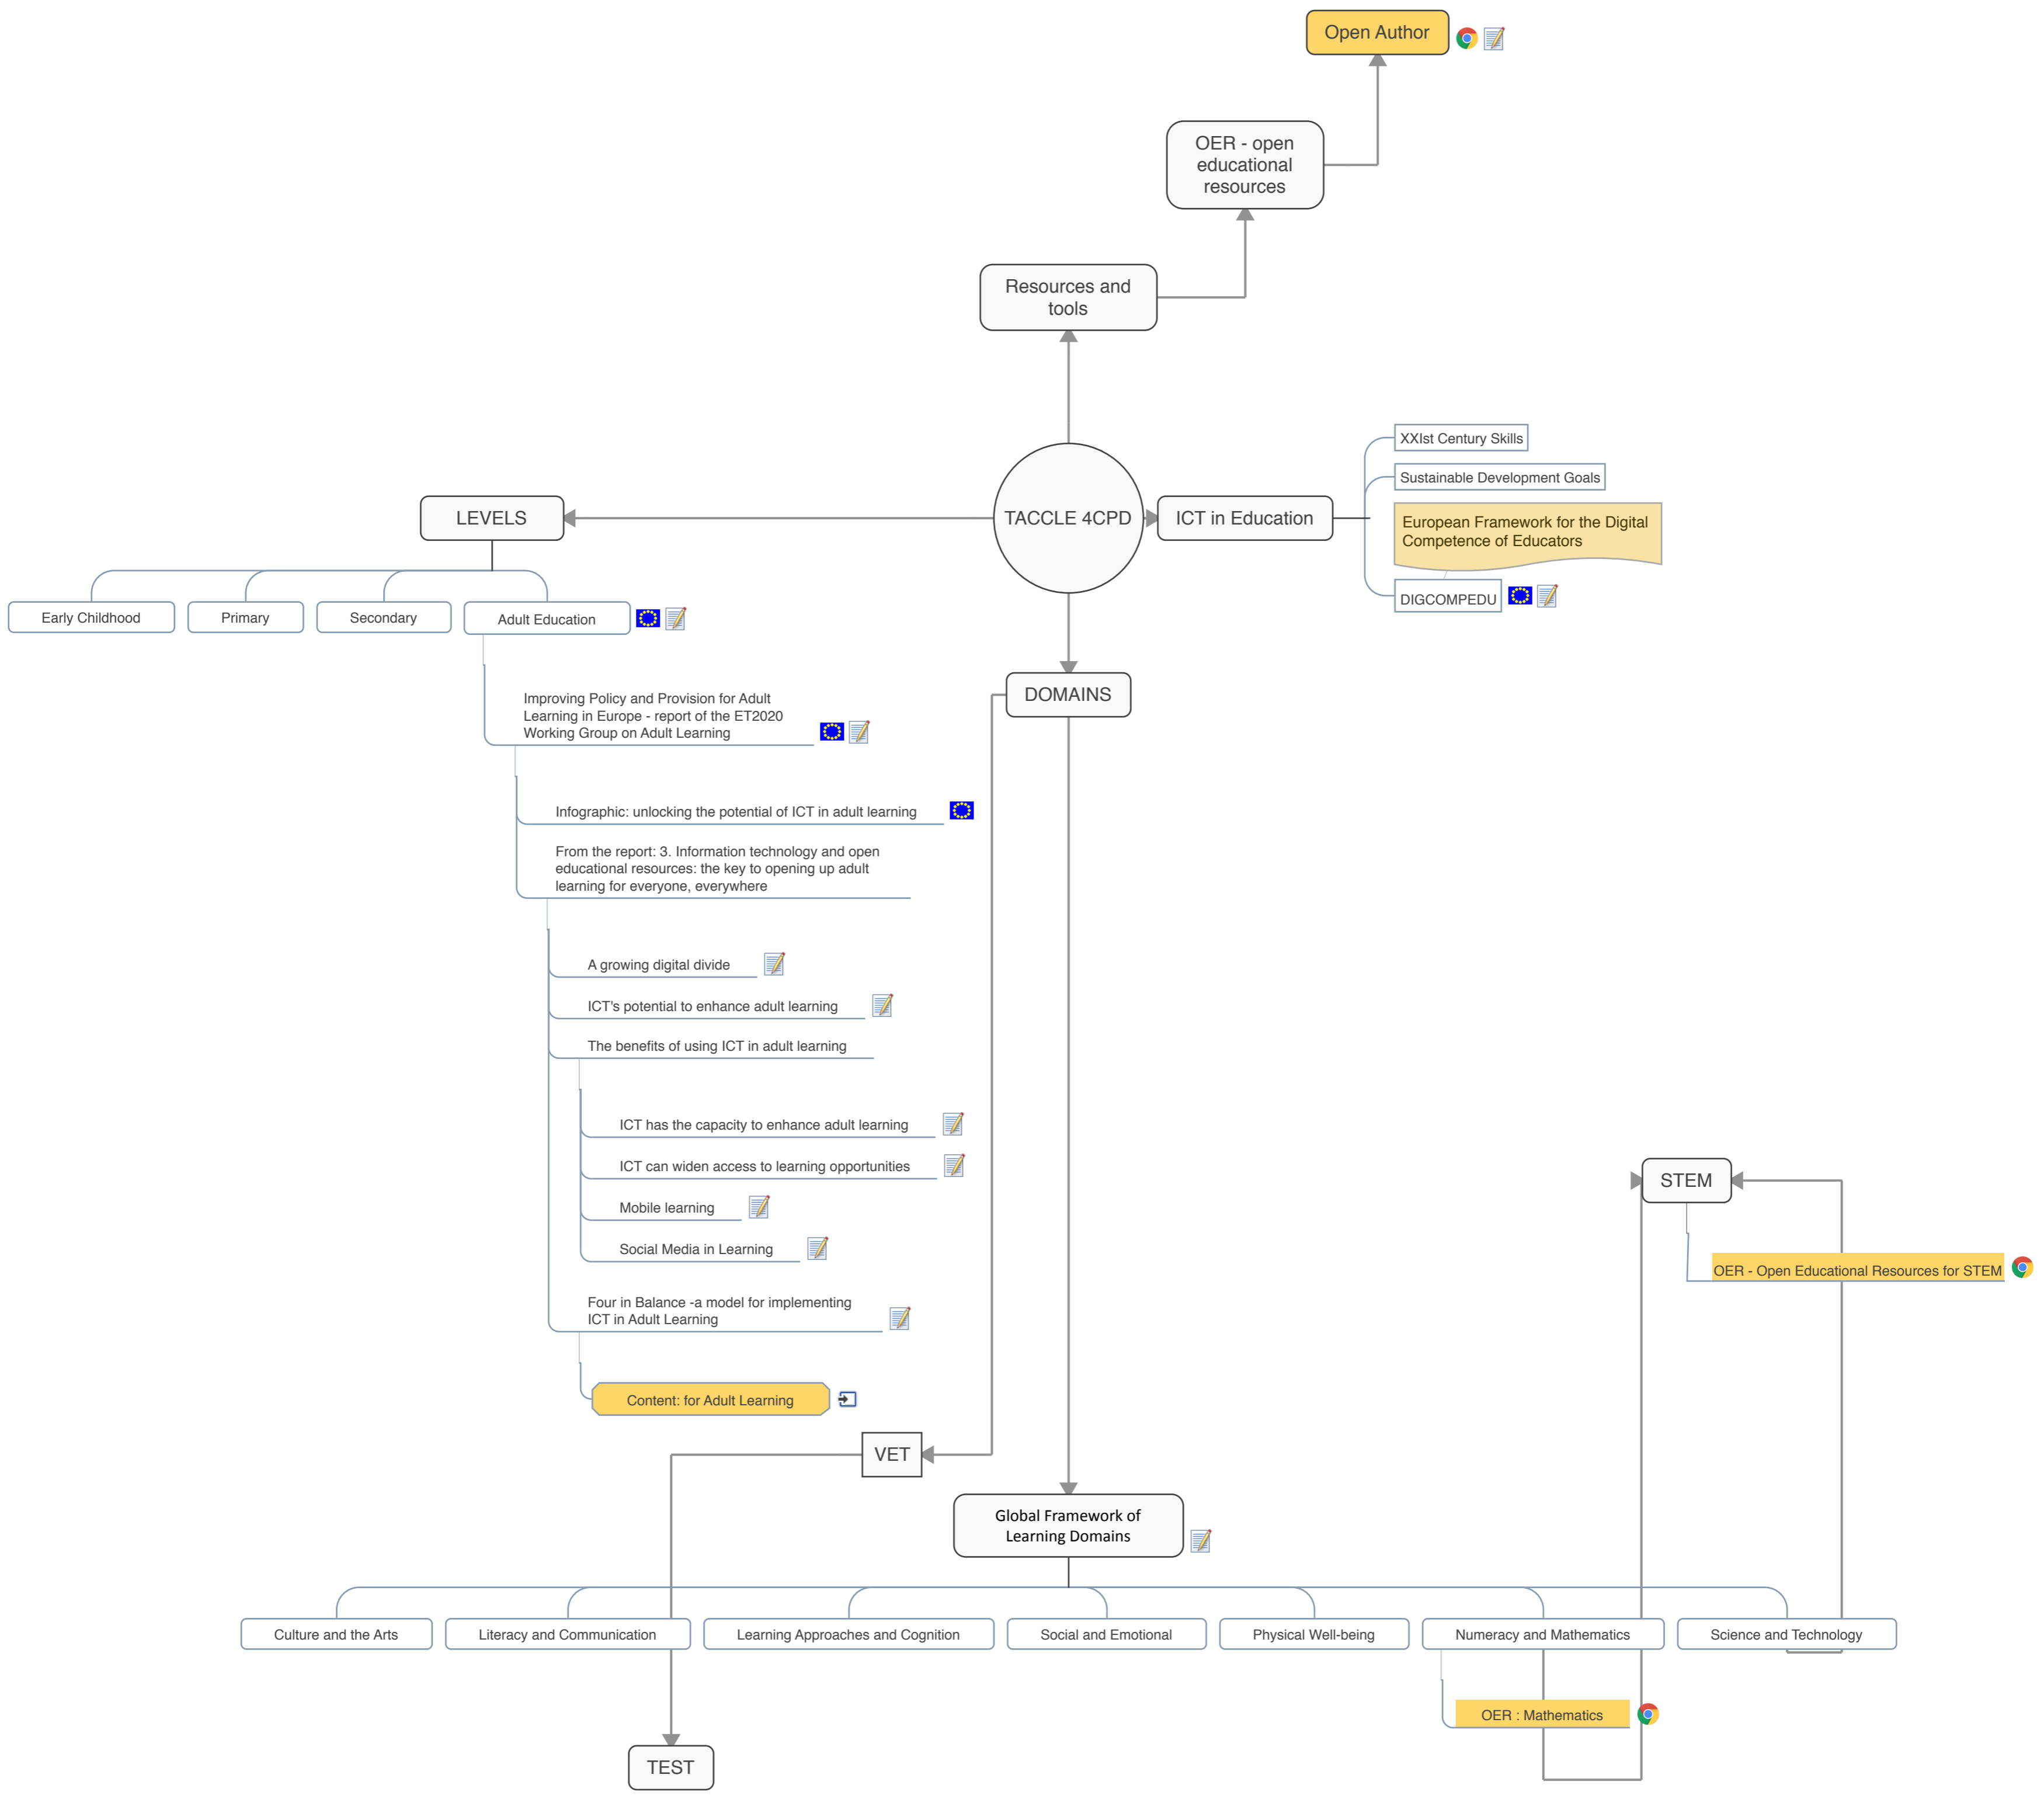 Open Author
OER - open
educational
resources
Resources and
tools
TACCLE 4CPD
ICT in Education
XXIst Century Skills
Sustainable Development Goals
European Framework for the Digital
Competence of Educators
DIGCOMPEDU
LEVELS
Early Childhood
Primary
Secondary
Adult Education
Improving Policy and Provision for Adult
Learning in Europe - report of the ET2020
Working Group on Adult Learning
Infographic: unlocking the potential of ICT in adult learning
From the report: 3. Information technology and open
educational resources: the key to opening up adult
learning for everyone, everywhere
A growing digital divide
ICT's potential to enhance adult learning
The benefits of using ICT in adult learning
ICT has the capacity to enhance adult learning
ICT can widen access to learning opportunities
Mobile learning
Social Media in Learning
Four in Balance -a model for implementing
ICT in Adult Learning
Content: for Adult Learning
DOMAINS
VET
Global Framework of
Learning Domains
Culture and the Arts
Literacy and Communication
Learning Approaches and Cognition
Social and Emotional
Physical Well-being
Numeracy and Mathematics
Science and Technology
OER : Mathematics
STEM
OER - Open Educational Resources for STEM
TEST